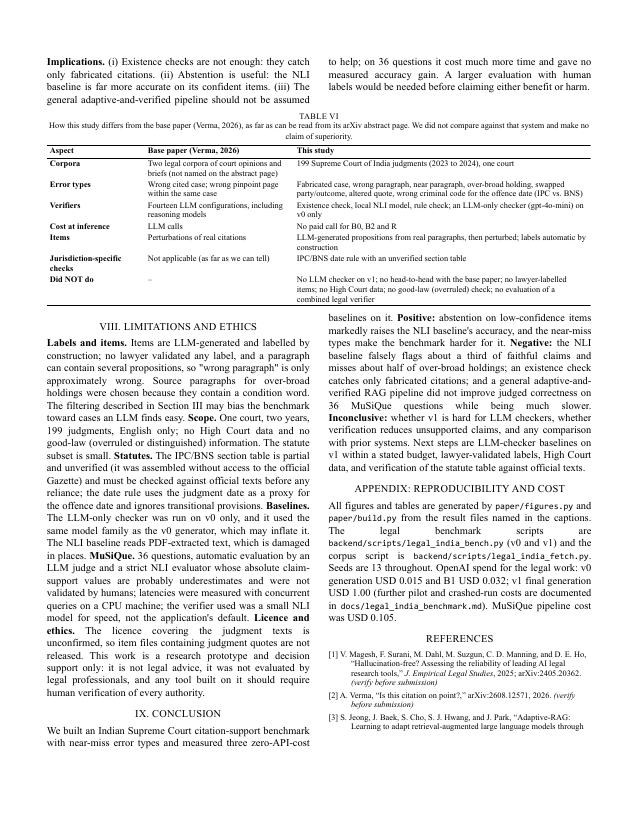 Implications. (i) Existence checks are not enough: they catch
only fabricated citations. (ii) Abstention is useful: the NLI
baseline is far more accurate on its confident items. (iii) The
general adaptive-and-verified pipeline should not be assumed
to help; on 36 questions it cost much more time and gave no
measured accuracy gain. A larger evaluation with human
labels would be needed before claiming either benefit or harm.
TABLE VI
How this study differs from the base paper (Verma, 2026), as far as can be read from its arXiv abstract page. We did not compare against that system and make no
claim of superiority.
Aspect Base paper (Verma, 2026) This study
Corpora Two legal corpora of court opinions and 199 Supreme Court of India judgments (2023 to 2024), one court
briefs (not named on the abstract page)
Error types Wrong cited case; wrong pinpoint page Fabricated case, wrong paragraph, near paragraph, over-broad holding, swapped
within the same case party/outcome, altered quote, wrong criminal code for the offence date (IPC vs. BNS)
Verifiers Fourteen LLM configurations, including Existence check, local NLI model, rule check; an LLM-only checker (gpt-4o-mini) on
reasoning models v0 only
Cost at inference LLM calls No paid call for B0, B2 and R
Items Perturbations of real citations LLM-generated propositions from real paragraphs, then perturbed; labels automatic by
construction
Jurisdiction-specific Not applicable (as far as we can tell) IPC/BNS date rule with an unverified section table
checks
Did NOT do – No LLM checker on v1; no head-to-head with the base paper; no lawyer-labelled
items; no High Court data; no good-law (overruled) check; no evaluation of a
combined legal verifier
VIII. LIMITATIONS AND ETHICS
Labels and items. Items are LLM-generated and labelled by
construction; no lawyer validated any label, and a paragraph
can contain several propositions, so "wrong paragraph" is only
approximately wrong. Source paragraphs for over-broad
holdings were chosen because they contain a condition word.
The filtering described in Section III may bias the benchmark
toward cases an LLM finds easy. Scope. One court, two years,
199 judgments, English only; no High Court data and no
good-law (overruled or distinguished) information. The statute
subset is small. Statutes. The IPC/BNS section table is partial
and unverified (it was assembled without access to the official
Gazette) and must be checked against official texts before any
reliance; the date rule uses the judgment date as a proxy for
the offence date and ignores transitional provisions. Baselines.
The LLM-only checker was run on v0 only, and it used the
same model family as the v0 generator, which may inflate it.
The NLI baseline reads PDF-extracted text, which is damaged
in places. MuSiQue. 36 questions, automatic evaluation by an
LLM judge and a strict NLI evaluator whose absolute claim-
support values are probably underestimates and were not
validated by humans; latencies were measured with concurrent
queries on a CPU machine; the verifier used was a small NLI
model for speed, not the application's default. Licence and
ethics. The licence covering the judgment texts is
unconfirmed, so item files containing judgment quotes are not
released. This work is a research prototype and decision
support only: it is not legal advice, it was not evaluated by
legal professionals, and any tool built on it should require
human verification of every authority.
IX. CONCLUSION
We built an Indian Supreme Court citation-support benchmark
with near-miss error types and measured three zero-API-cost
baselines on it. Positive: abstention on low-confidence items
markedly raises the NLI baseline's accuracy, and the near-miss
types make the benchmark harder for it. Negative: the NLI
baseline falsely flags about a third of faithful claims and
misses about half of over-broad holdings; an existence check
catches only fabricated citations; and a general adaptive-and-
verified RAG pipeline did not improve judged correctness on
36 MuSiQue questions while being much slower.
Inconclusive: whether v1 is hard for LLM checkers, whether
verification reduces unsupported claims, and any comparison
with prior systems. Next steps are LLM-checker baselines on
v1 within a stated budget, lawyer-validated labels, High Court
data, and verification of the statute table against official texts.
APPENDIX: REPRODUCIBILITY AND COST
All figures and tables are generated by paper/figures.py and
paper/build.py from the result files named in the captions.
The legal benchmark scripts are
backend/scripts/legal_india_bench.py (v0 and v1) and the
corpus script is backend/scripts/legal_india_fetch.py.
Seeds are 13 throughout. OpenAI spend for the legal work: v0
generation USD 0.015 and B1 USD 0.032; v1 final generation
USD 1.00 (further pilot and crashed-run costs are documented
in docs/legal_india_benchmark.md). MuSiQue pipeline cost
was USD 0.105.
REFERENCES
[1] V. Magesh, F. Surani, M. Dahl, M. Suzgun, C. D. Manning, and D. E. Ho,
“Hallucination-free? Assessing the reliability of leading AI legal
research tools,” J. Empirical Legal Studies, 2025; arXiv:2405.20362.
(verify before submission)
[2] A. Verma, “Is this citation on point?,” arXiv:2608.12571, 2026. (verify
before submission)
[3] S. Jeong, J. Baek, S. Cho, S. J. Hwang, and J. Park, “Adaptive-RAG:
Learning to adapt retrieval-augmented large language models through